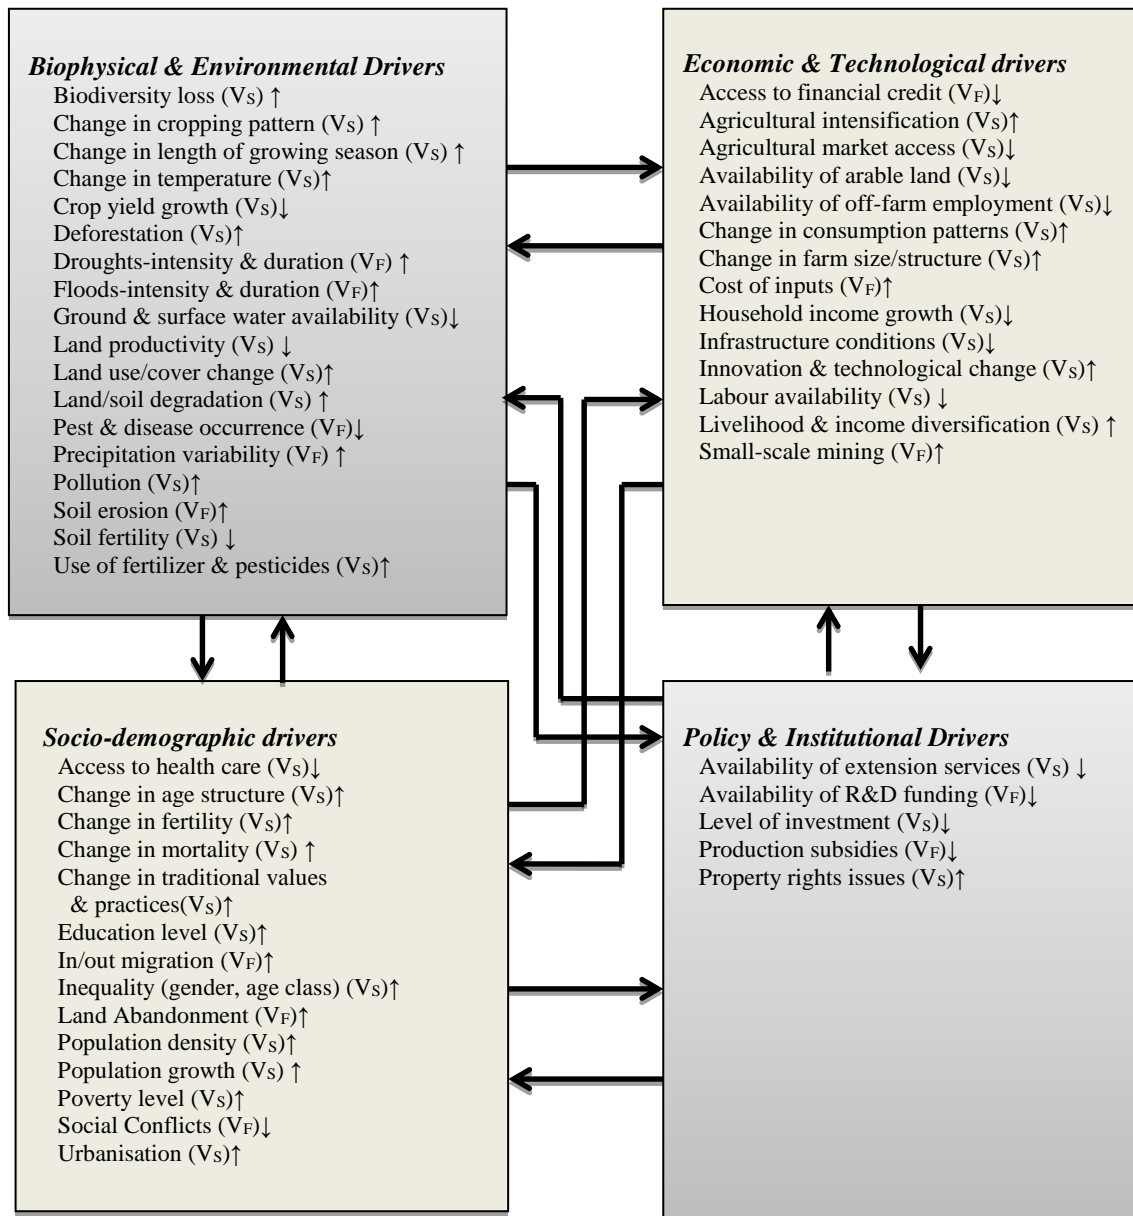 Biophysical & Environmental Drivers
Biodiversity loss (VS) ↑
Change in cropping pattern (VS) ↑
Change in length of growing season (VS) ↑
Change in temperature (VS)↑
Crop yield growth (VS)↓
Deforestation (VS)↑
Droughts-intensity & duration (VF) ↑
Floods-intensity & duration (VF)↑
Ground & surface water availability (VS)↓
Land productivity (VS) ↓
Land use/cover change (VS)↑
Land/soil degradation (VS) ↑
Pest & disease occurrence (VF)↓
Precipitation variability (VF) ↑
Pollution (VS)↑
Soil erosion (VF)↑
Soil fertility (VS) ↓
Use of fertilizer & pesticides (VS)↑
Economic & Technological drivers
Access to financial credit (VF)↓
Agricultural intensification (VS)↑
Agricultural market access (VS)↓
Availability of arable land (VS)↓
Availability of off-farm employment (VS)↓
Change in consumption patterns (VS)↑
Change in farm size/structure (VS)↑
Cost of inputs (VF)↑
Household income growth (VS)↓
Infrastructure conditions (VS)↓
Innovation & technological change (VS)↑
Labour availability (VS) ↓
Livelihood & income diversification (VS) ↑
Small-scale mining (VF)↑
Socio-demographic drivers
Access to health care (VS)↓
Change in age structure (VS)↑
Change in fertility (VS)↑
Change in mortality (VS) ↑
Change in traditional values
& practices(VS)↑
Education level (VS)↑
In/out migration (VF)↑
Inequality (gender, age class) (VS)↑
Land Abandonment (VF)↑
Population density (VS)↑
Population growth (VS) ↑
Poverty level (VS)↑
Social Conflicts (VF)↓
Urbanisation (VS)↑
Policy & Institutional Drivers
Availability of extension services (VS) ↓
Availability of R&D funding (VF)↓
Level of investment (VS)↓
Production subsidies (VF)↓
Property rights issues (VS)↑